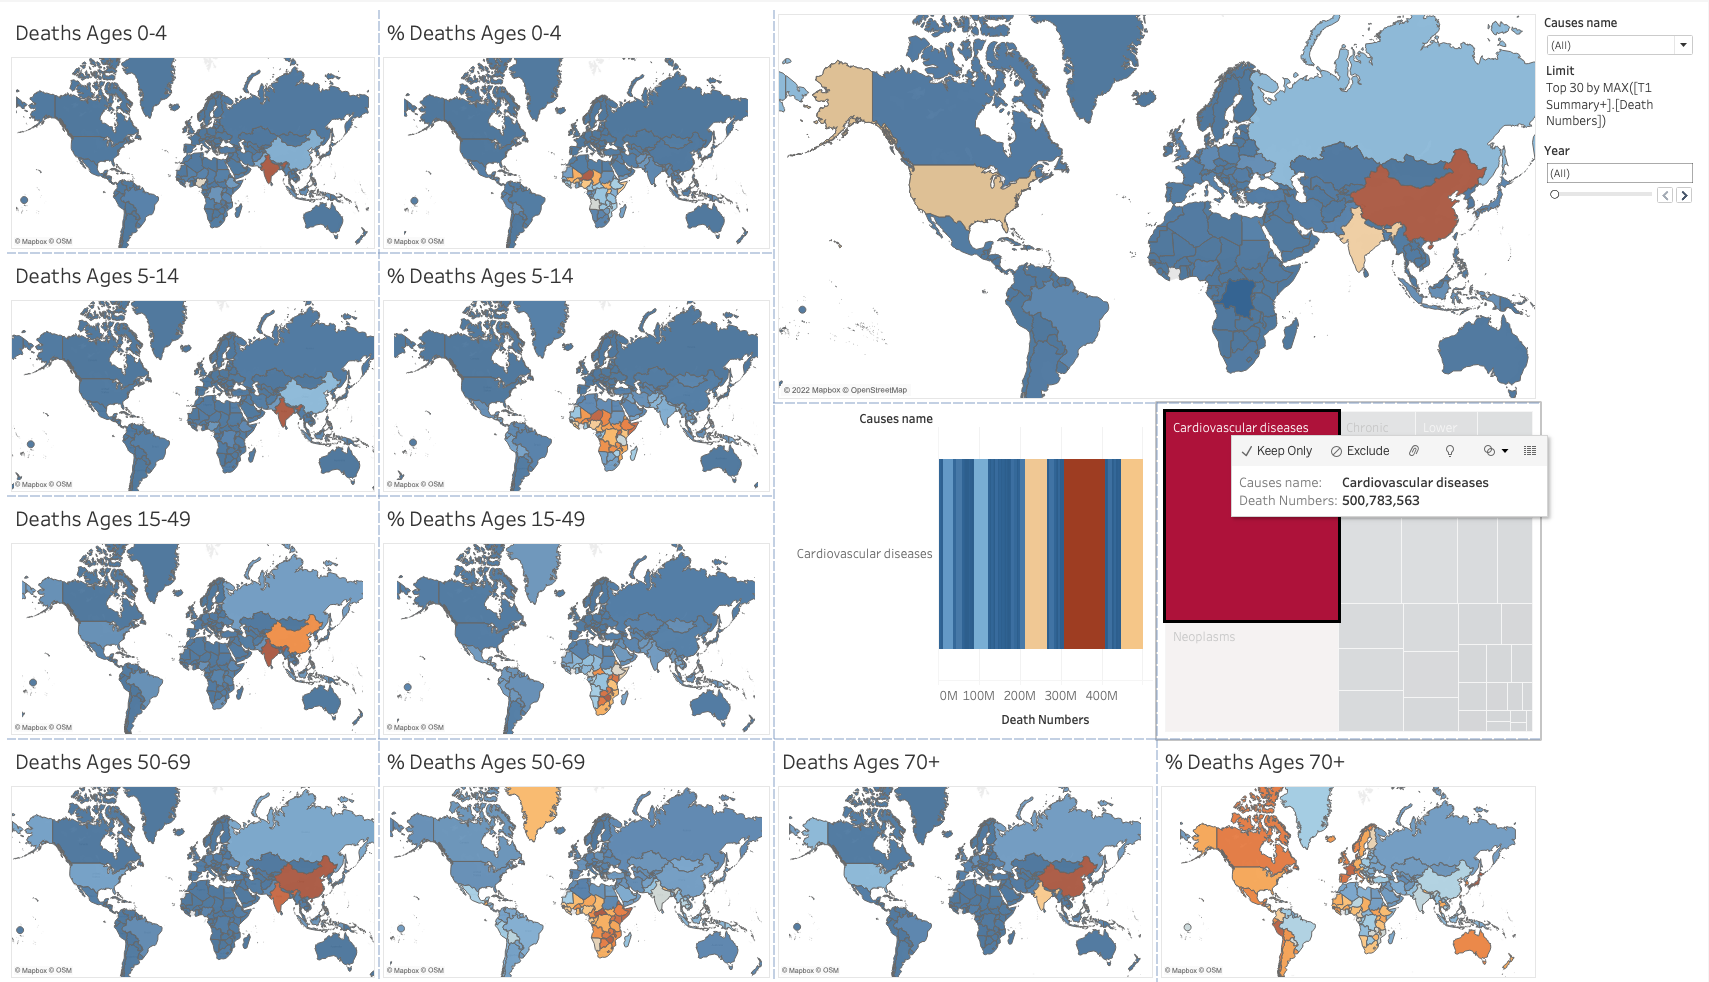 Deaths Ages 0-4
© Mapbox © OSM
% Deaths Ages 0-4
© Mapbox © OSM
© 2022 Mapbox © OpenStreetMap
Causes name
(All)
Limit
Top 30 by MAX([T1
Summary+].[Death
Numbers])
Year
(All)
Deaths Ages 5-14
© Mapbox © OSM
% Deaths Ages 5-14
© Mapbox © OSM
Deaths Ages 15-49
© Mapbox © OSM
% Deaths Ages 15-49
© Mapbox © OSM
Causes name
Cardiovascular diseases
0M 100M 200M 300M 400M
Death Numbers
Cardiovascular diseases
Chronic
Lower
Keep Only
Exclude
Causes name: Cardiovascular diseases
Death Numbers: 500,783,563
Neoplasms
Deaths Ages 50-69
© Mapbox © OSM
% Deaths Ages 50-69
© Mapbox © OSM
Deaths Ages 70+
© Mapbox © OSM
% Deaths Ages 70+
© Mapbox © OSM